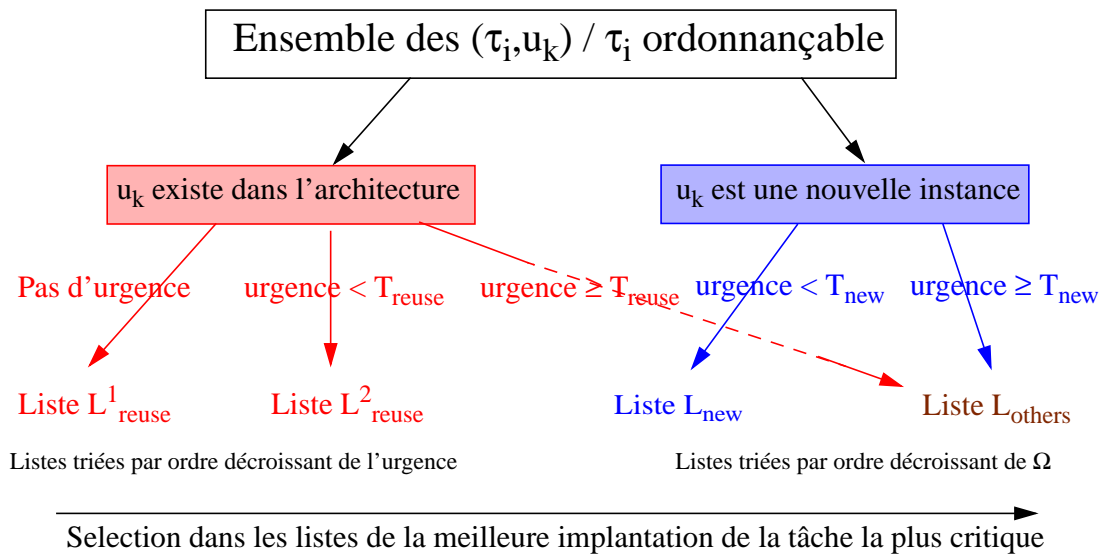 Ensemble des (τi,uk) / τi ordonnançable
uk existe dans l’architecture
uk est une nouvelle instance
Pas d’urgence
urgence < Treuse
urgence ≥ Treuse
urgence < Tnew
urgence ≥ Tnew
Liste L1reuse
Liste L2reuse
Liste Lnew
Liste Lothers
Listes triées par ordre décroissant de l’urgence
Listes triées par ordre décroissant de Ω
Selection dans les listes de la meilleure implantation de la tâche la plus critique